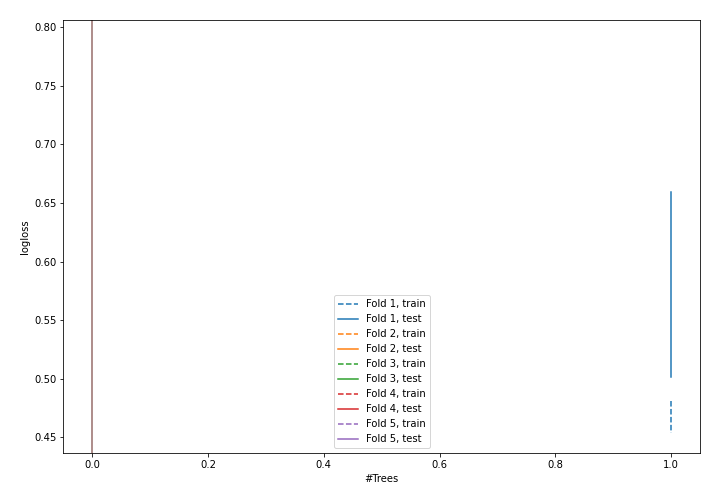 0.80
0.75
0.70
0.65
0.60
0.55
0.50
0.45
logloss
Fold 1, train
Fold 1, test
Fold 2, train
Fold 2, test
Fold 3, train
Fold 3, test
Fold 4, train
Fold 4, test
Fold 5, train
Fold 5, test
0.0 0.2 0.4 0.6 0.8 1.0
#Trees